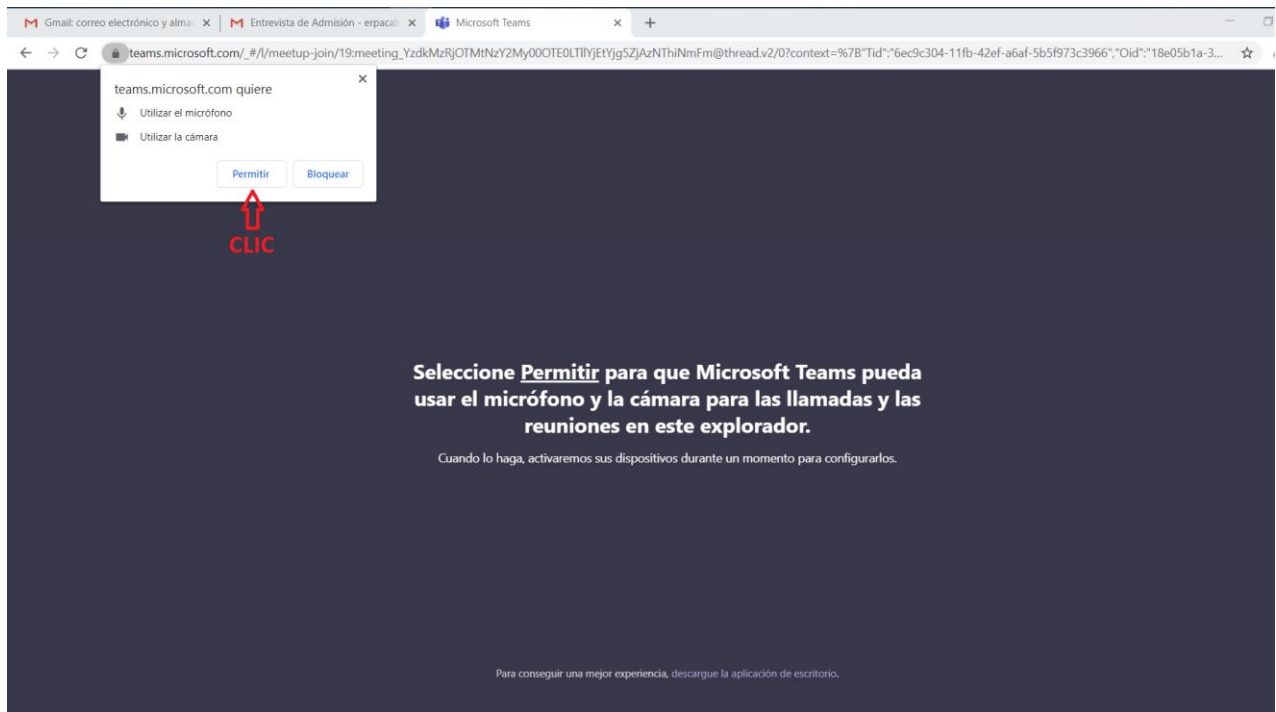 Gmail: correo electrónico y alma
Entrevista de Admisión - erpacal
Microsoft Teams
teams.microsoft.com/_#/l/meetup-join/19:meeting_YzdkMzRjOTMtNzY2My00OTE0LTllYjEtYjg5ZjAzNThiNmFm@thread.v2/0?context=%7B"Tid":"6ec9c304-11fb-42ef-a6af-5b5f973c3966","Oid":"18e05b1a-3...
teams.microsoft.com quiere
Utilizar el micrófono
Utilizar la cámara
Permitir Bloquear
CLIC
Seleccione Permitir para que Microsoft Teams pueda
usar el micrófono y la cámara para las llamadas y las
reuniones en este explorador.
Cuando lo haga, activaremos sus dispositivos durante un momento para configurarlos.
Para conseguir una mejor experiencia, descargue la aplicación de escritorio.